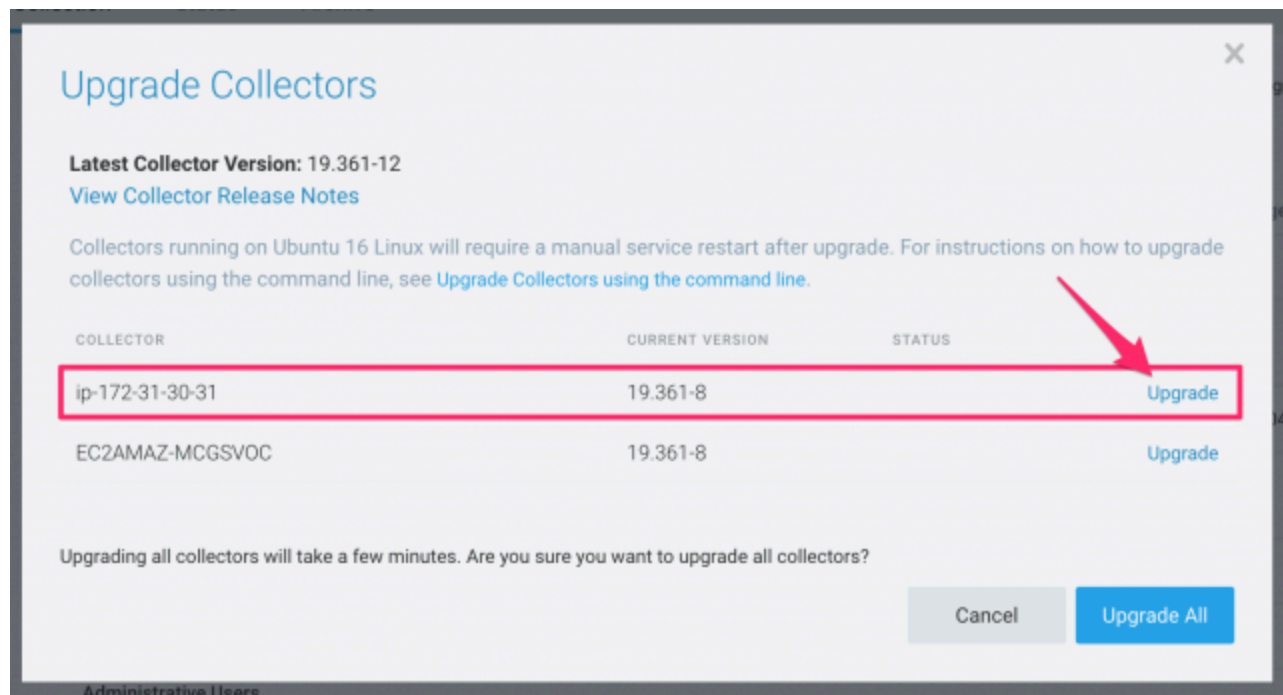 Upgrade Collectors
Latest Collector Version: 19.361-12
View Collector Release Notes
Collectors running on Ubuntu 16 Linux will require a manual service restart after upgrade. For instructions on how to upgrade
collectors using the command line, see Upgrade Collectors using the command line.
COLLECTOR CURRENT VERSION STATUS
ip-172-31-30-31 19.361-8 Upgrade
EC2AMAZ-MCGSVOC 19.361-8 Upgrade
Upgrading all collectors will take a few minutes. Are you sure you want to upgrade all collectors?
Cancel Upgrade All
Administrative Users